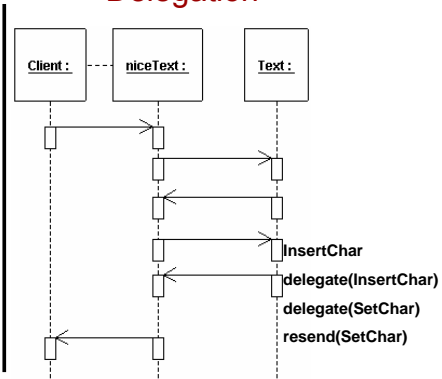 Delegation
Client:
niceText:
Text:
InsertChar
delegate(InsertChar)
delegate(SetChar)
resend(SetChar)